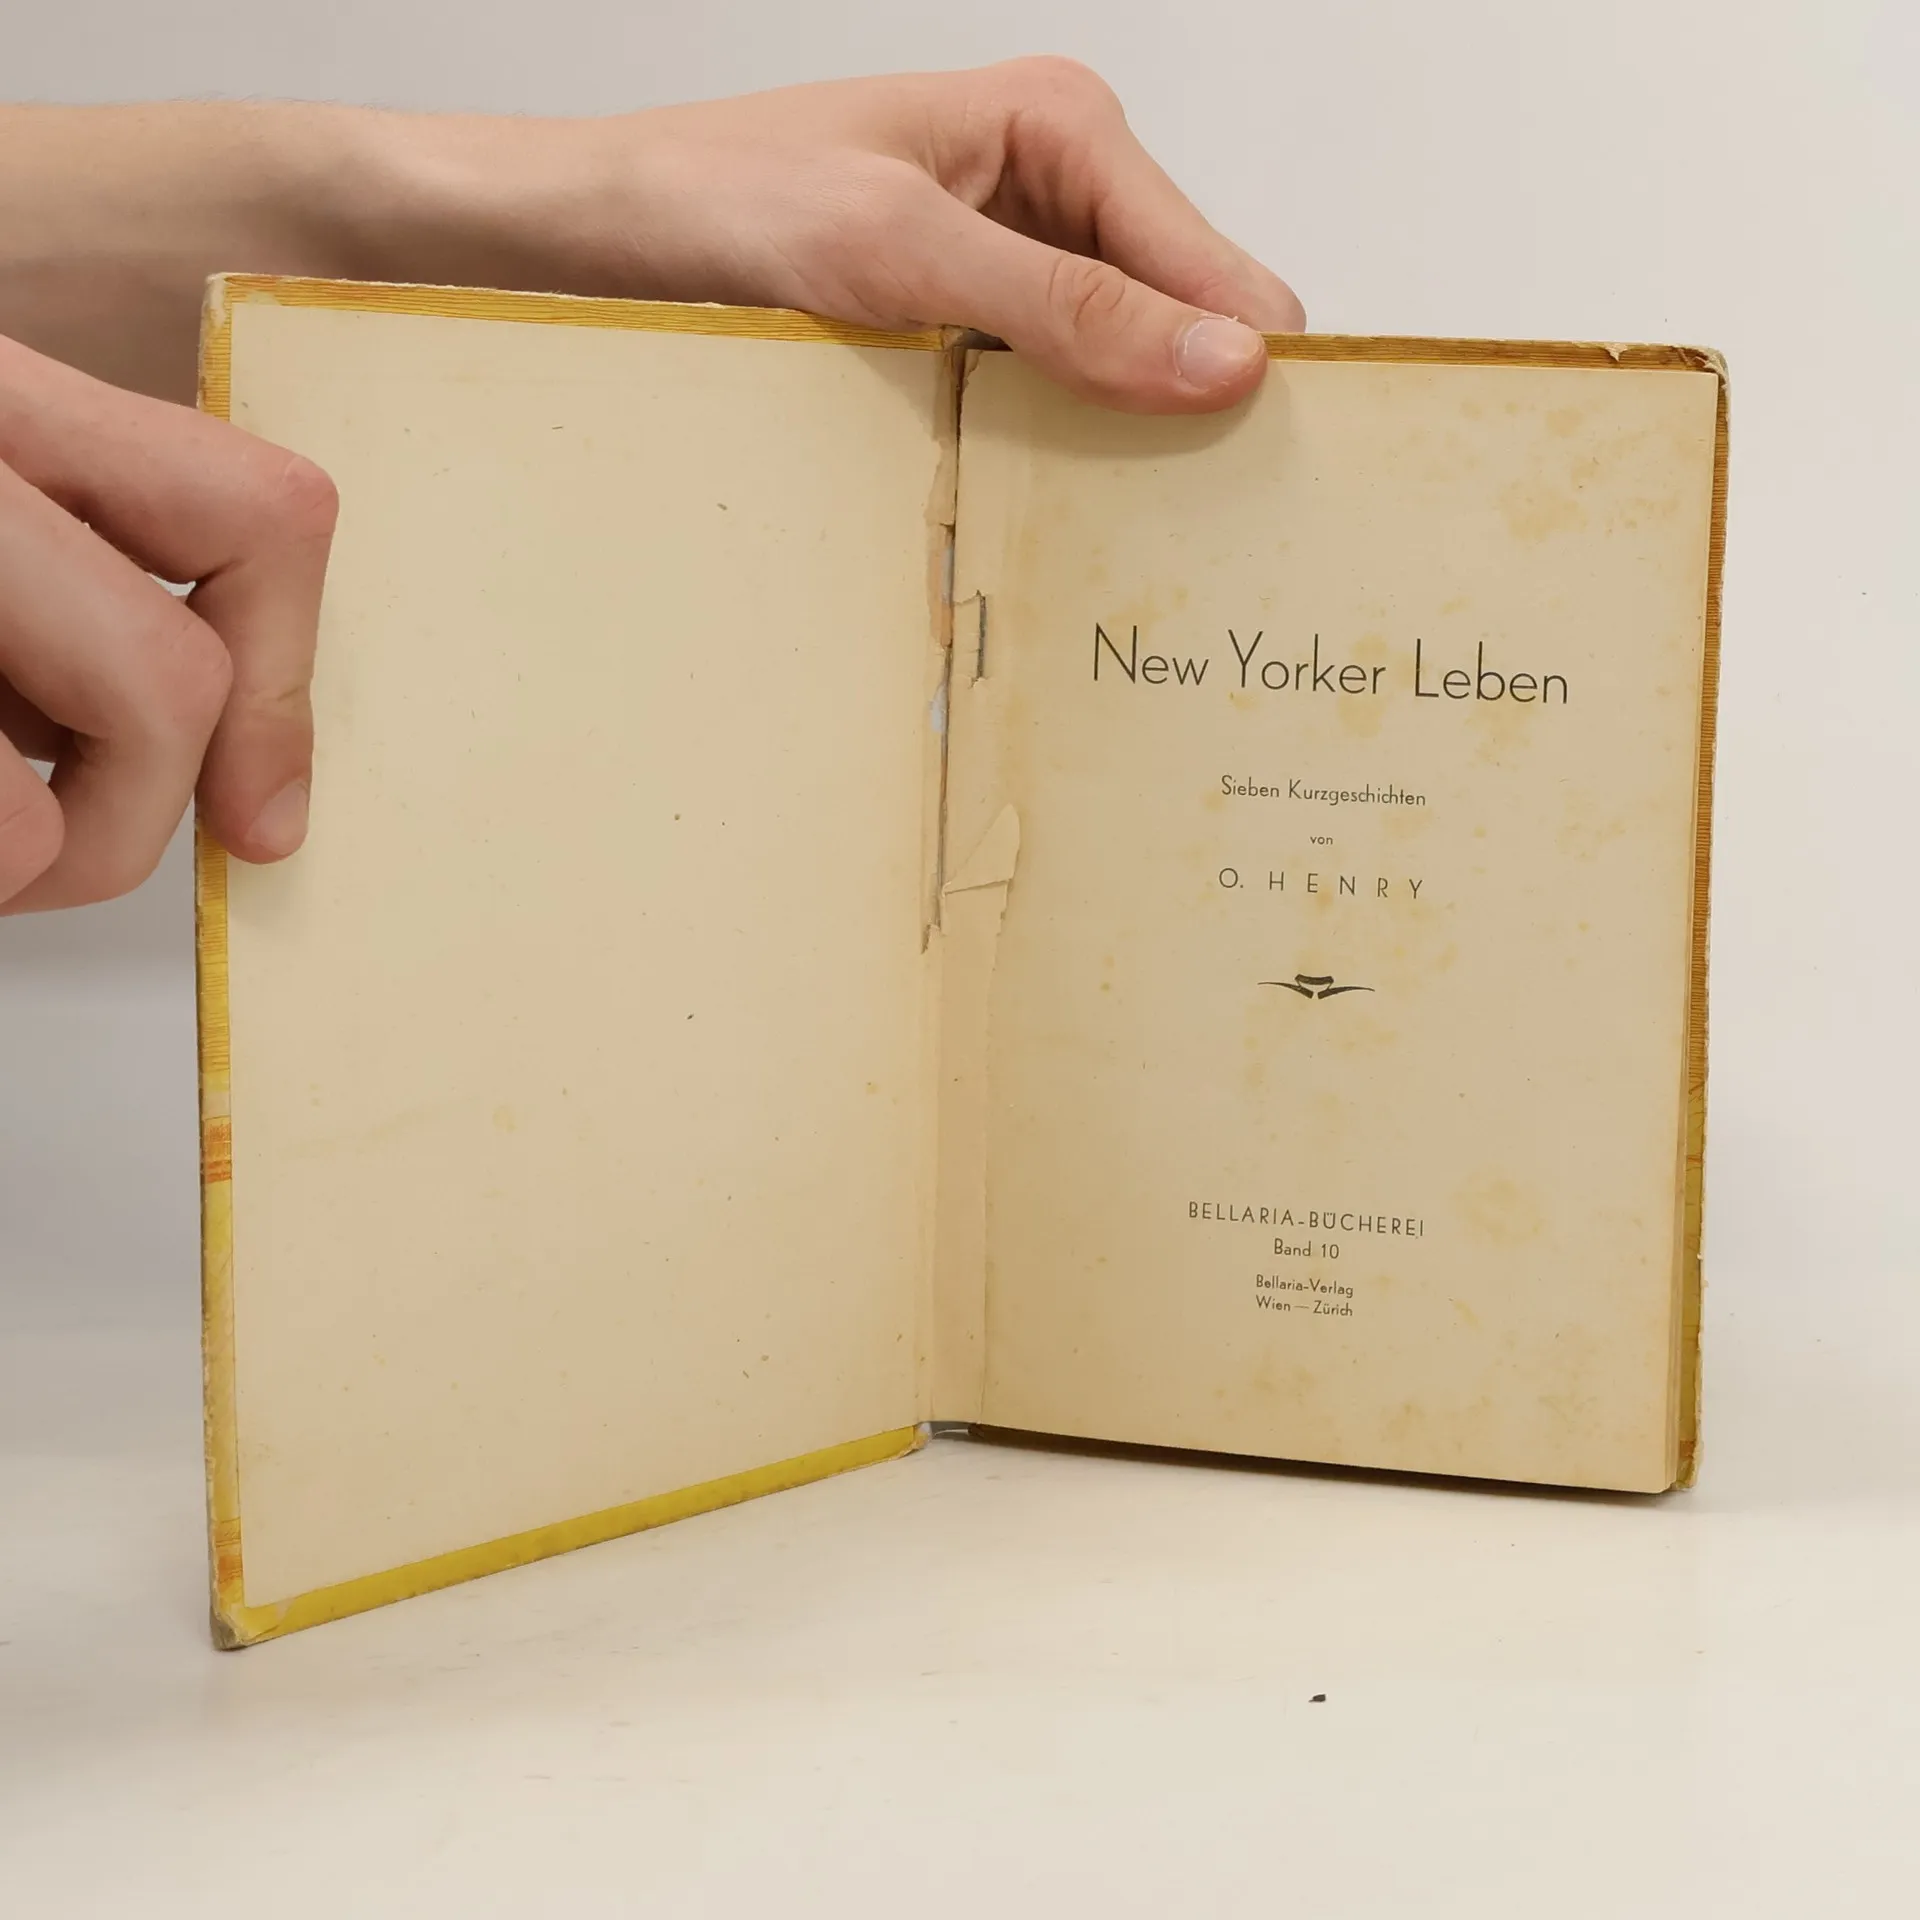 New Yorker Leben
Sieben Kurzgeschichten
von
O. HENRY
BELLARIA-BÜCHEREI
Band 10
Bellaria-Verlag
Wien — Zürich